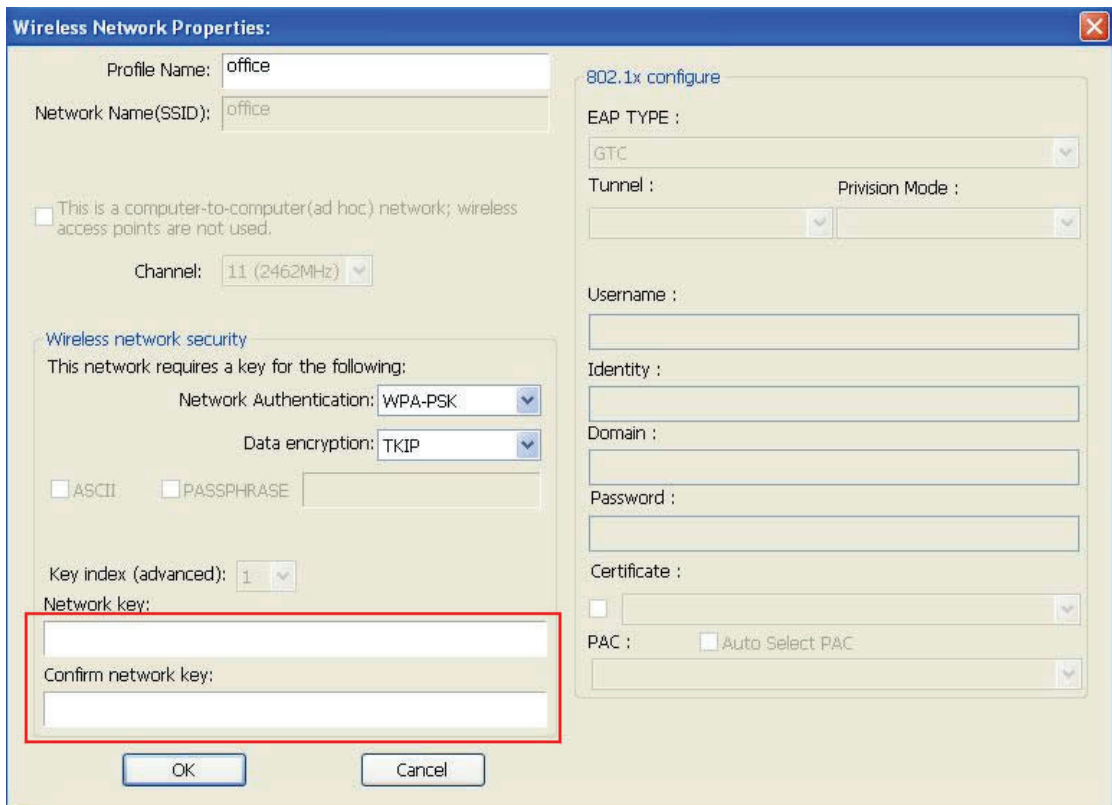 Wireless Network Properties:
Profile Name: office
Network Name(SSID): office
This is a computer-to-computer(ad hoc) network; wireless
access points are not used.
Channel: 11 (2462MHz)
Wireless network security
This network requires a key for the following:
Network Authentication: WPA-PSK
Data encryption: TKIP
ASCII PASSPHRASE
Key index (advanced): 1
Network key:
Confirm network key:
OK Cancel
802.1x configure
EAP TYPE :
GTC
Tunnel : Privision Mode :
Username :
Identity :
Domain :
Password :
Certificate :
PAC : Auto Select PAC